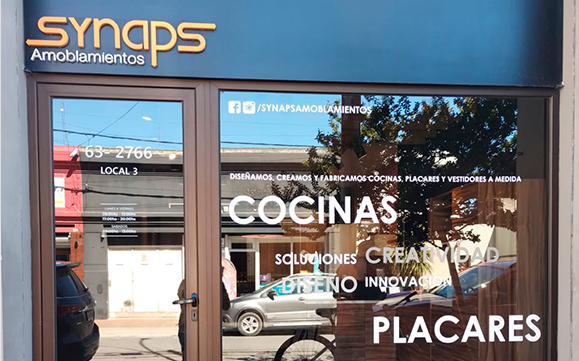 synaps
Amoblamientos
/SYNAPSAMOBLAMIENTOS
63- 2766
LOCAL 3
DISEÑAMOS, CREAMOS Y FABRICAMOS COCINAS, PLACARES Y VESTIDORES A MEDIDA
COCINAS
SOLUCIONES CREATIVIDAD
DISEÑO INNOVACIÓN
PLACARES